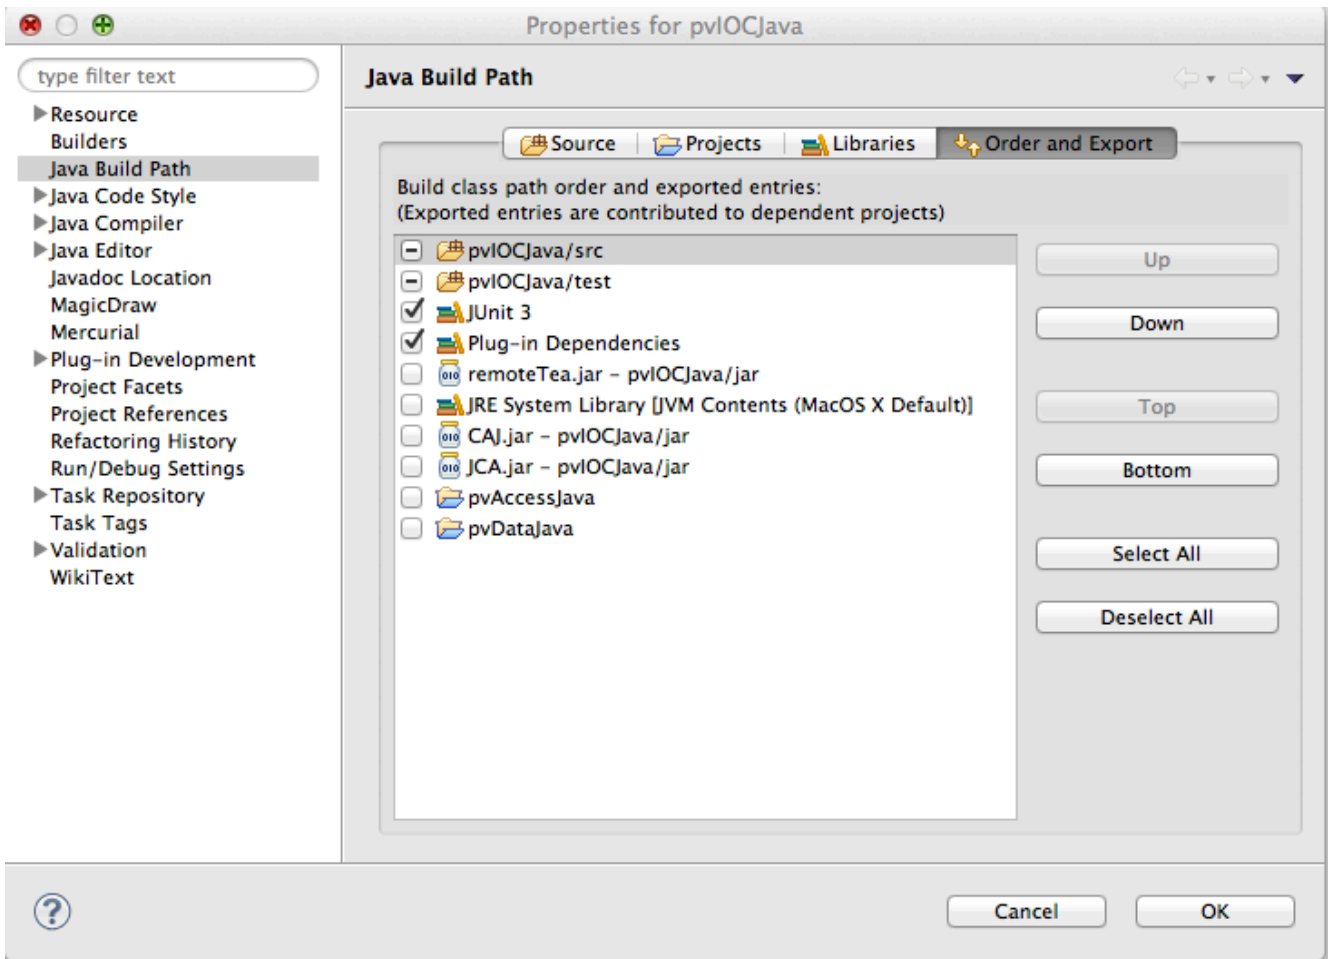 Properties for pvIOCJava
type filter text
Resource
Builders
Java Build Path
Java Code Style
Java Compiler
Java Editor
Javadoc Location
MagicDraw
Mercurial
Plug-in Development
Project Facets
Project References
Refactoring History
Run/Debug Settings
Task Repository
Task Tags
Validation
WikiText
Java Build Path
Source Projects Libraries Order and Export
Build class path order and exported entries:
(Exported entries are contributed to dependent projects)
pvIOCJava/src
pvIOCJava/test
JUnit 3
Plug-in Dependencies
remoteTea.jar - pvIOCJava/jar
JRE System Library [JVM Contents (MacOS X Default)]
CAJ.jar - pvIOCJava/jar
JCA.jar - pvIOCJava/jar
pvAccessJava
pvDataJava
Up
Down
Top
Bottom
Select All
Deselect All
Cancel OK